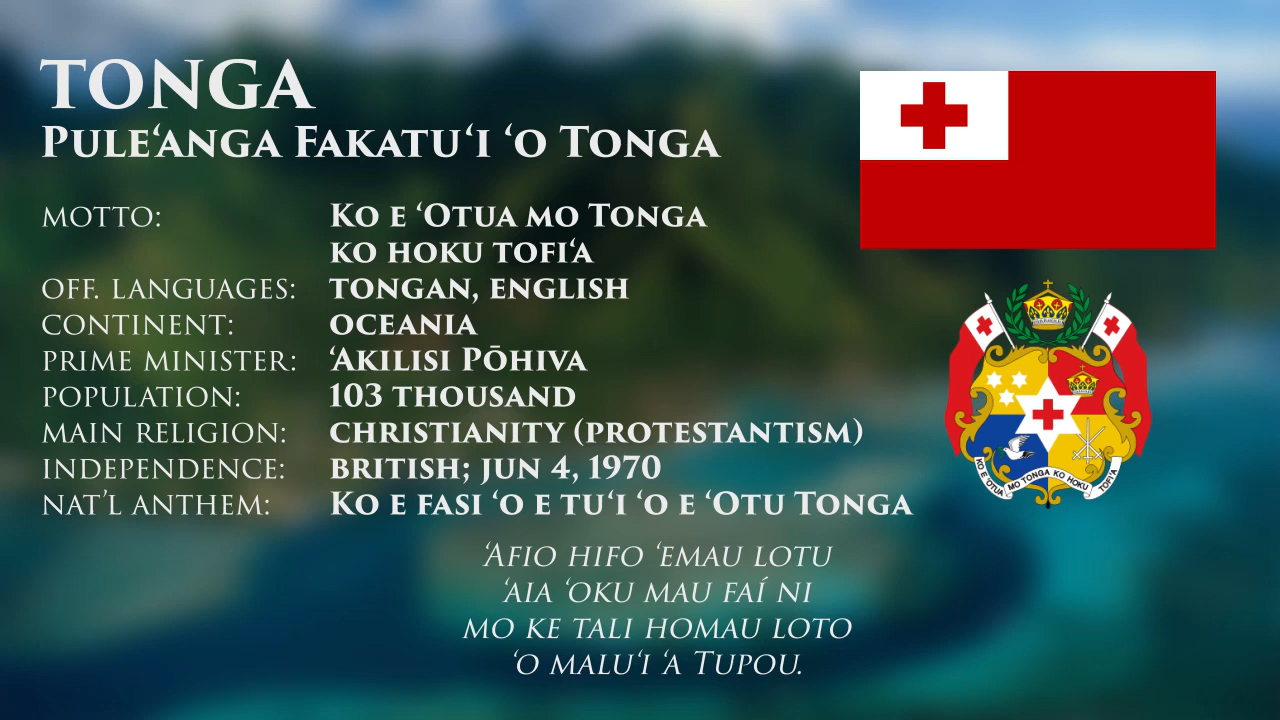 TONGA
Pule‘anga Fakatu‘i ‘o Tonga
MOTTO: Ko e ‘Otua mo Tonga
ko hoku tofi‘a
OFF. LANGUAGES: tongan, english
CONTINENT: oceania
PRIME MINISTER: ‘Akilisi Pōhiva
POPULATION: 103 thousand
MAIN RELIGION: christianity (protestantism)
INDEPENDENCE: british; jun 4, 1970
NAT’L ANTHEM: Ko e fasi ‘o e tu‘i ‘o e ‘Otu Tonga
‘Afio hifo ‘emau lotu
‘aia ‘oku mau faí ni
mo ke tali homau loto
‘o malu‘i ‘a Tupou.
KO E ‘OTUA MO TONGA KO HOKU TOFI‘A